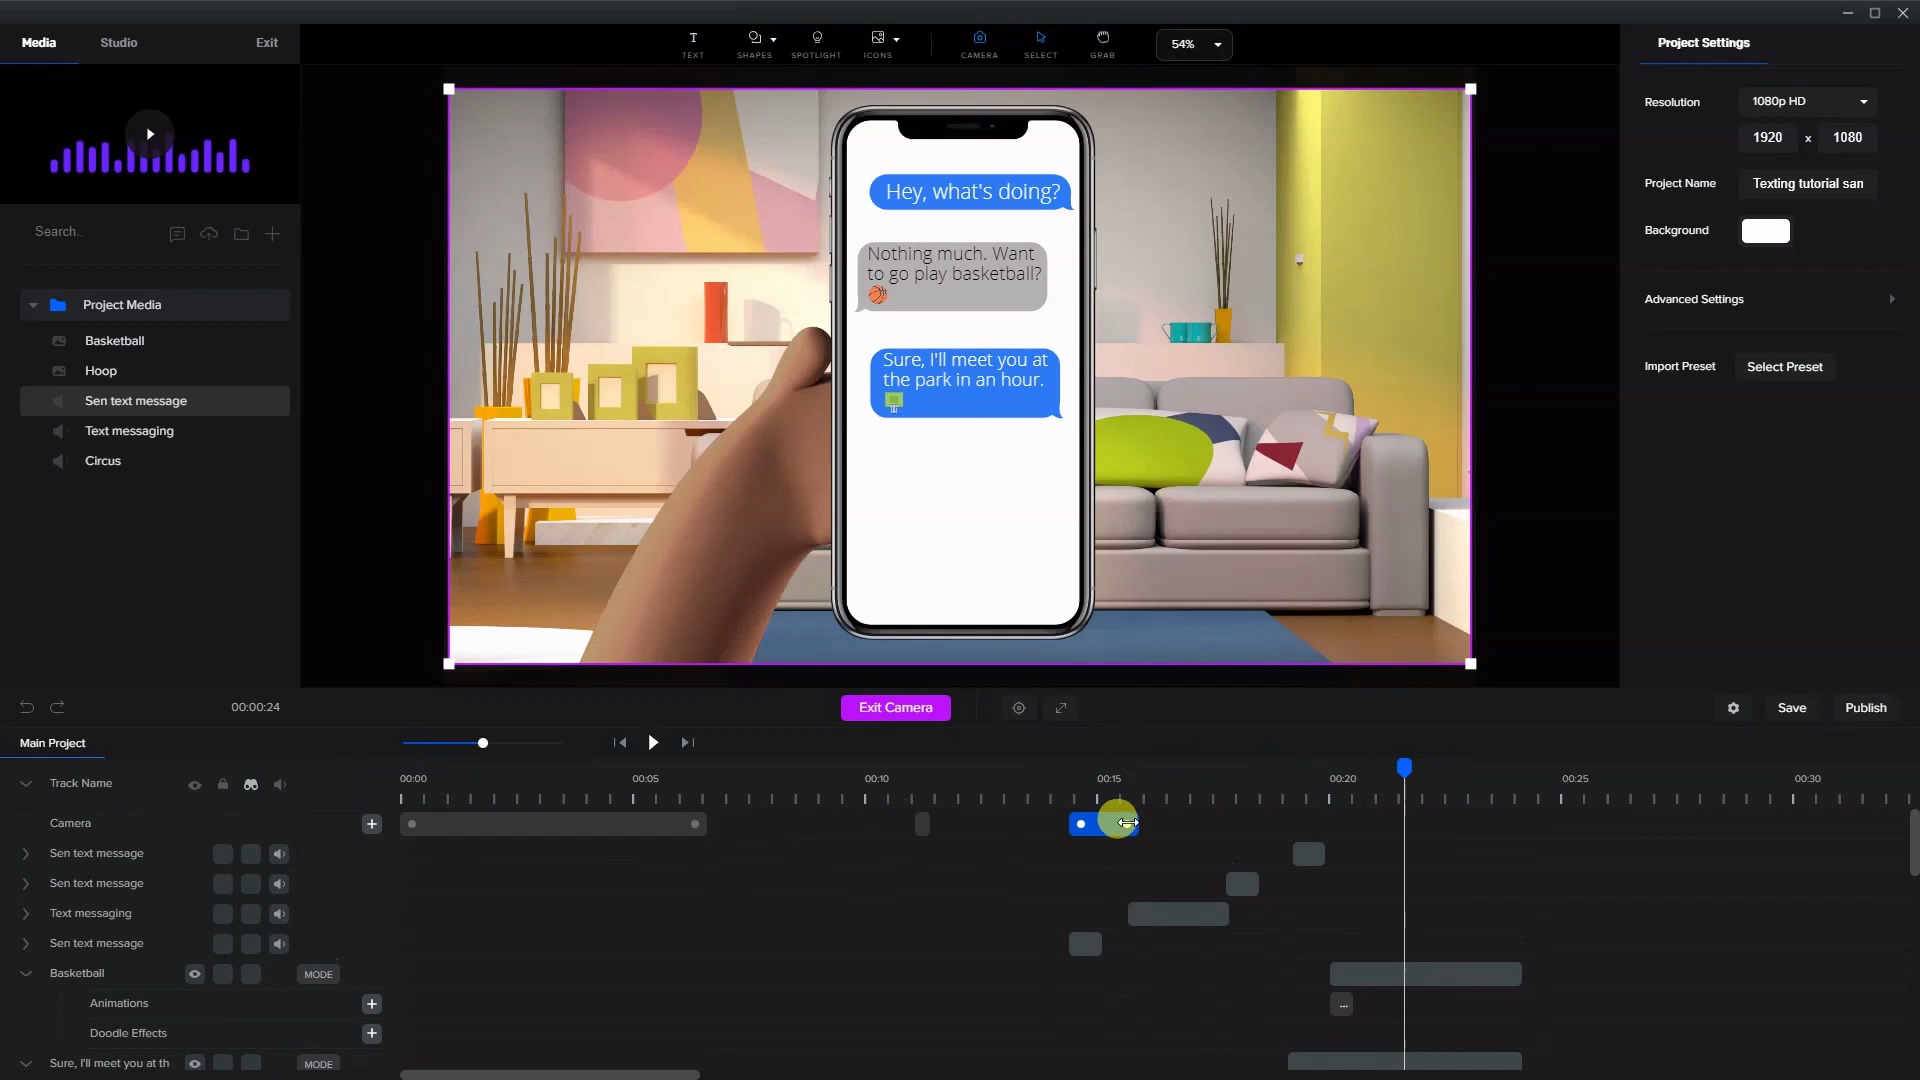 Media
Studio
Exit
TEXT
SHAPES
SPOTLIGHT
ICONS
CAMERA
SELECT
GRAB
54%
Project Settings
Resolution
1080p HD
1920 x 1080
Project Name
Texting tutorial san
Background
Advanced Settings
Import Preset
Select Preset
Search..
Project Media
Basketball
Hoop
Sen text message
Text messaging
Circus
Hey, what's doing?
Nothing much. Want
to go play basketball?
Sure, I'll meet you at
the park in an hour.
00:00:24
Exit Camera
Save
Publish
Main Project
Track Name
00:00
00:05
00:10
00:15
00:20
00:25
00:30
Camera
Sen text message
Sen text message
Text messaging
Sen text message
Basketball
MODE
Animations
...
Doodle Effects
Sure, I'll meet you at th
MODE